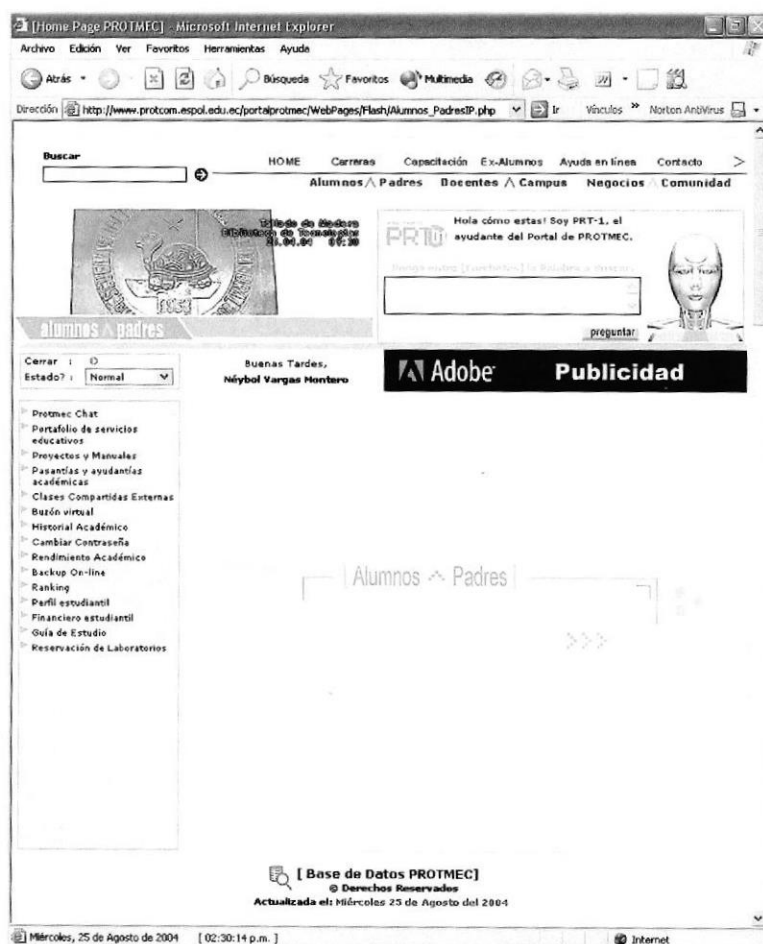 [Home Page PROTMEC] - Microsoft Internet Explorer
Archivo Edición Ver Favoritos Herramientas Ayuda
Atrás Búsqueda Favoritos Multimedia
Dirección http://www.protcom.espol.edu.ec/portalprotmec/WebPages/Flash/Alumnos_PadresIP.php Ir Vínculos » Norton AntiVirus
Buscar
HOME Carreras Capacitación Ex-Alumnos Ayuda en línea Contacto >
Alumnos Padres Docentes Campus Negocios Comunidad
Tallado de Madera
Biblioteca de Tecnologías
Hola cómo estas! Soy PRT-1, el
ayudante del Portal de PROTMEC.
preguntar
alumnos padres
Cerrar :
Estado? : Normal
Buenas Tardes,
Néybol Vargas Montero
Adobe Publicidad
Protmec Chat
Portafolio de servicios
educativos
Proyectos y Manuales
Pasantías y ayudantías
académicas
Clases Compartidas Externas
Buzón virtual
Historial Académico
Cambiar Contraseña
Rendimiento Académico
Backup On-line
Ranking
Perfil estudiantil
Financiero estudiantil
Guía de Estudio
Reservación de Laboratorios
Alumnos Padres
>>>
[ Base de Datos PROTMEC]
© Derechos Reservados
Actualizada el: Miércoles 25 de Agosto del 2004
Miércoles, 25 de Agosto de 2004 [ 02:30:14 p.m. ] Internet